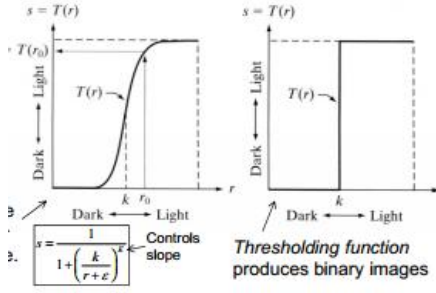 s = T(r)
T(r₀)
T(r)
Dark ↔ Light
k r₀ r
Dark ↔ Light
s = 1 / (1 + (k / (r + ε))^E)
Controls
slope
e
e.
s = T(r)
T(r)
Dark ↔ Light
k
Dark ↔ Light
Thresholding function
produces binary images